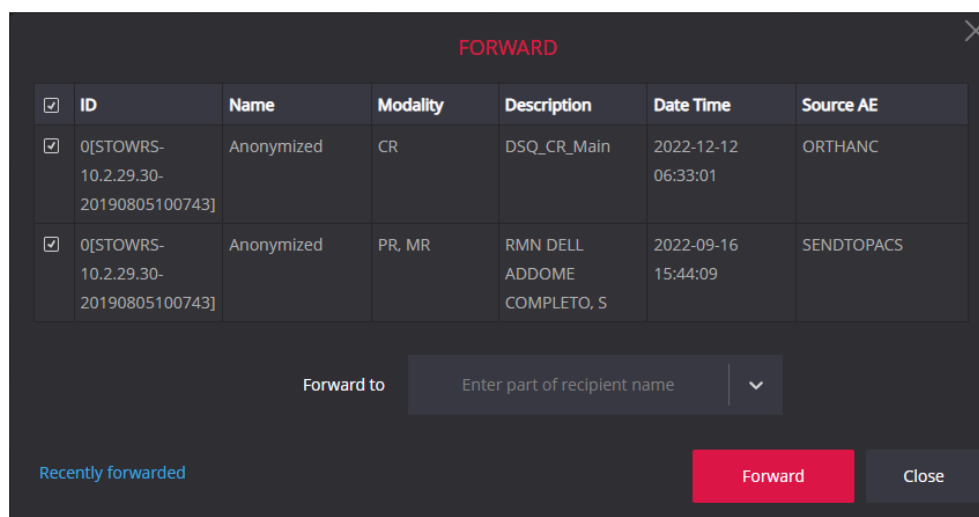 FORWARD
ID Name Modality Description Date Time Source AE
0[STOWRS- Anonymized CR DSQ_CR_Main 2022-12-12 ORTHANC
10.2.29.30- 06:33:01
20190805100743]
0[STOWRS- Anonymized PR, MR RMN DELL 2022-09-16 SENDTOPACS
10.2.29.30- ADDOME 15:44:09
20190805100743] COMPLETO, S
Forward to Enter part of recipient name
Recently forwarded Forward Close